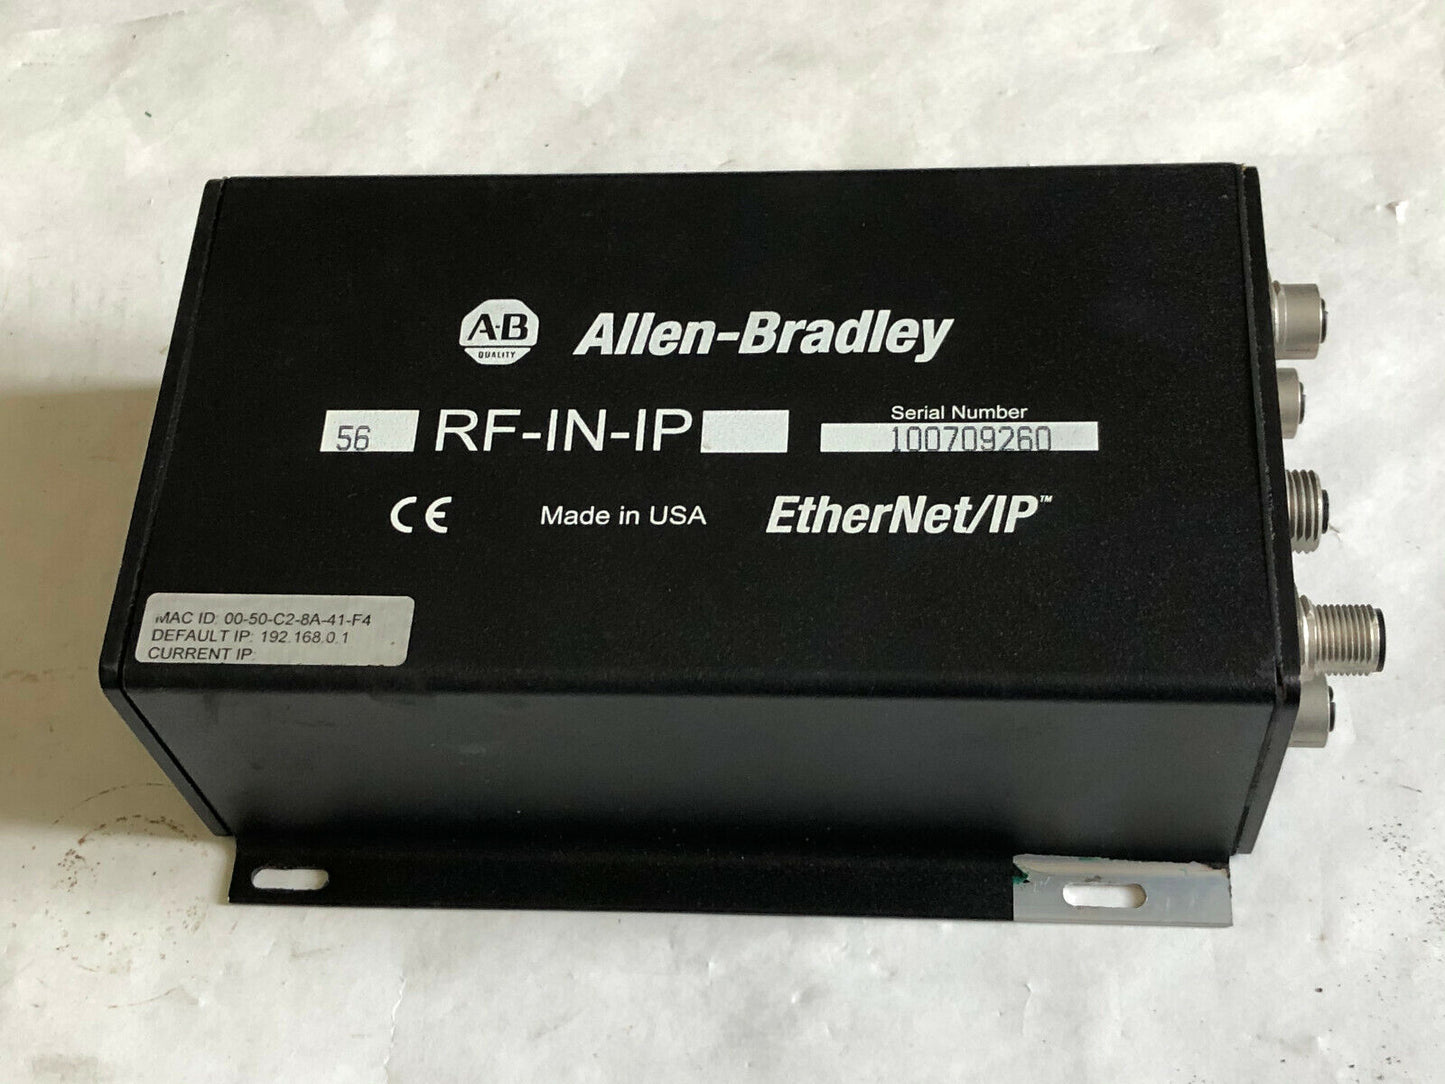 A-B Allen-Bradley
QUALITY
56 RF-IN-IP
Serial Number
100709260
CE Made in USA EtherNet/IP™
MAC ID: 00-50-C2-8A-41-F4
DEFAULT IP: 192.168.0.1
CURRENT IP: